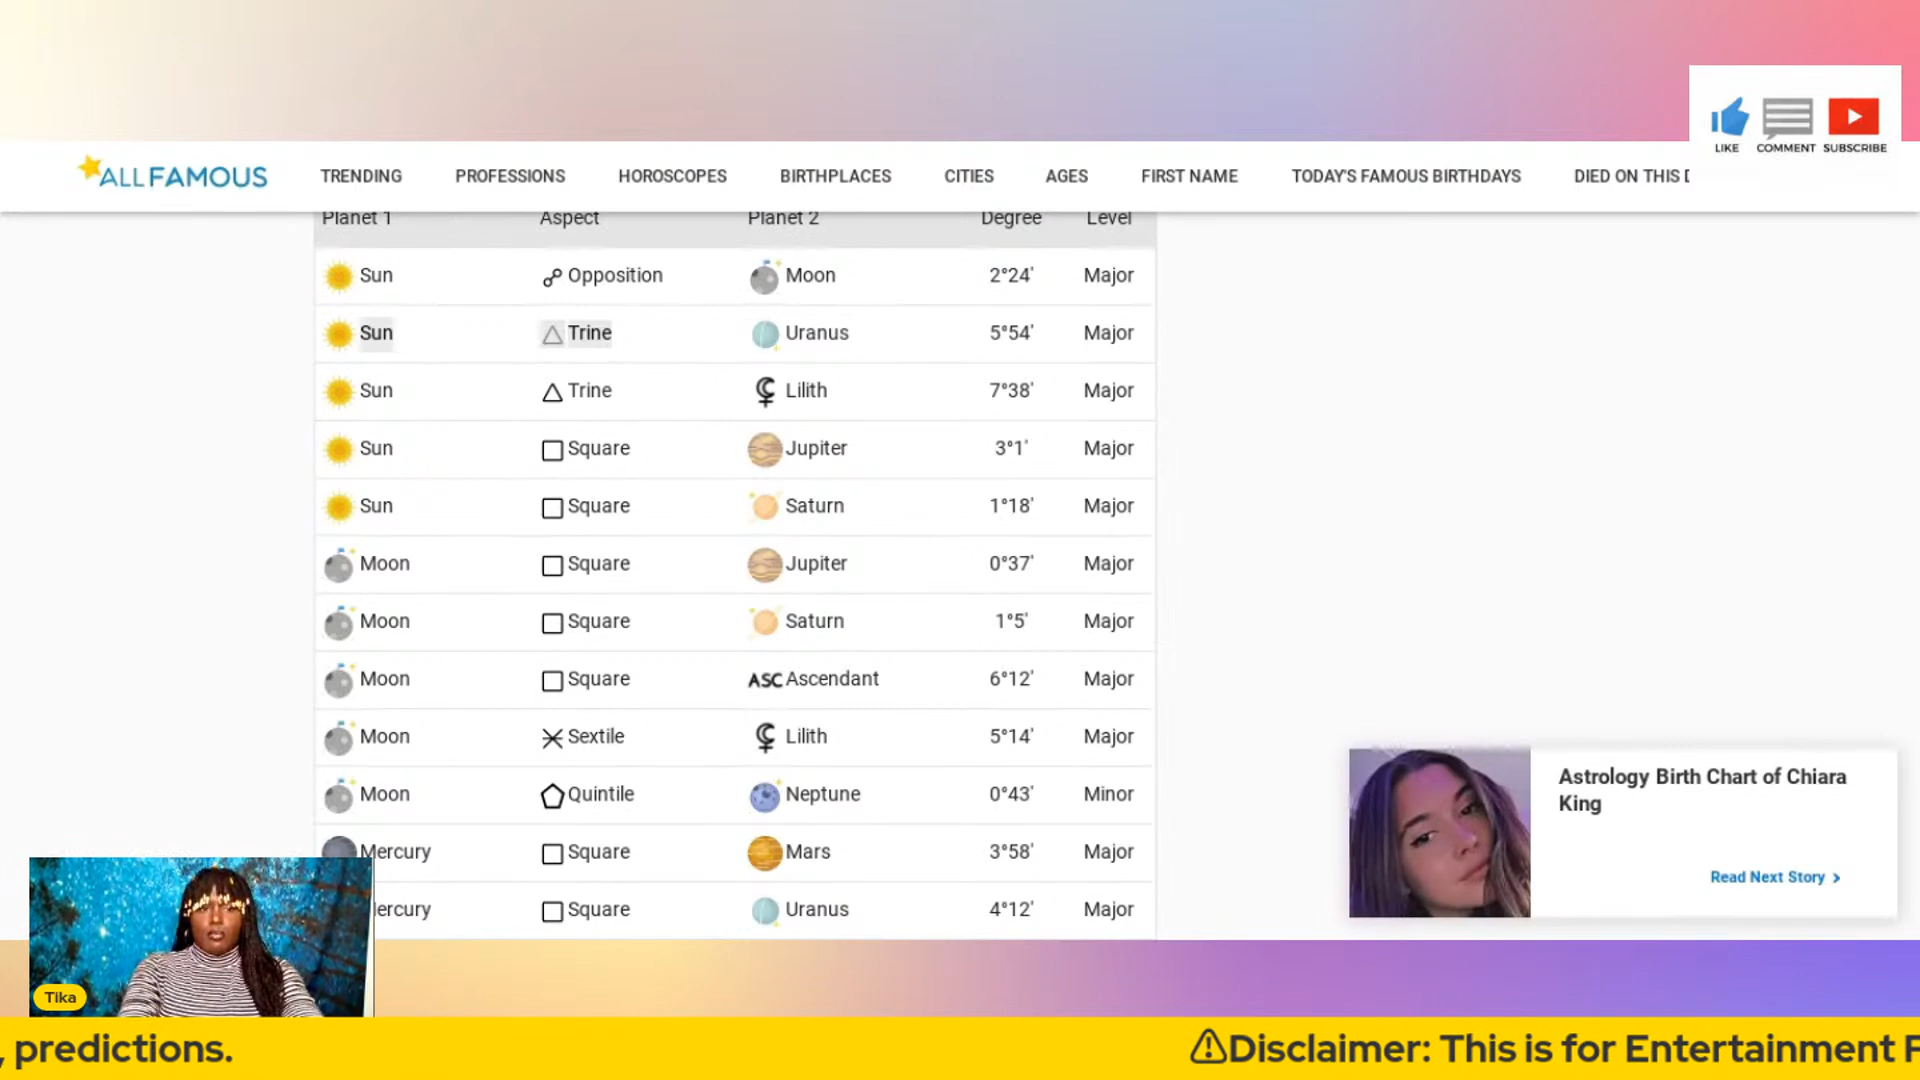 LIKE COMMENT SUBSCRIBE
ALLFAMOUS TRENDING PROFESSIONS HOROSCOPES BIRTHPLACES CITIES AGES FIRST NAME TODAY'S FAMOUS BIRTHDAYS DIED ON THIS D
Planet 1 Aspect Planet 2 Degree Level
Sun Opposition Moon 2°24' Major
Sun Trine Uranus 5°54' Major
Sun Trine Lilith 7°38' Major
Sun Square Jupiter 3°1' Major
Sun Square Saturn 1°18' Major
Moon Square Jupiter 0°37' Major
Moon Square Saturn 1°5' Major
Moon Square ASC Ascendant 6°12' Major
Moon Sextile Lilith 5°14' Major
Moon Quintile Neptune 0°43' Minor
Mercury Square Mars 3°58' Major
ercury Square Uranus 4°12' Major
Astrology Birth Chart of Chiara
King
Read Next Story >
Tika
, predictions. ⚠Disclaimer: This is for Entertainment F